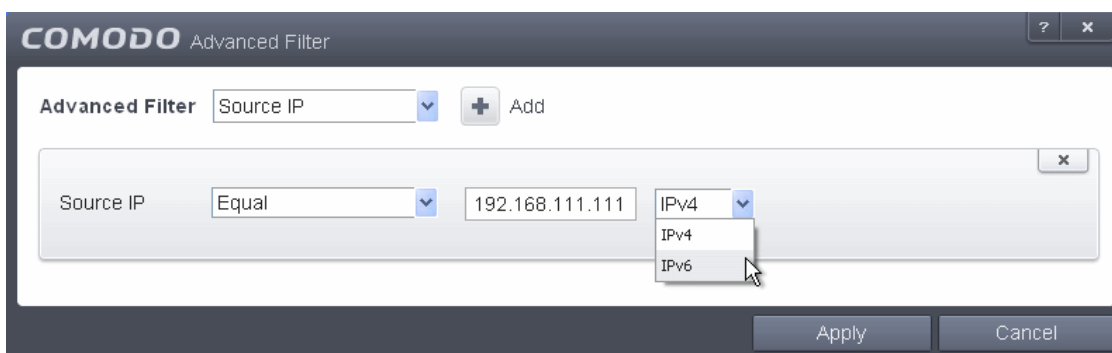 COMODO Advanced Filter ? x
Advanced Filter Source IP + Add
x
Source IP Equal 192.168.111.111 IPv4
IPv4
IPv6
Apply Cancel